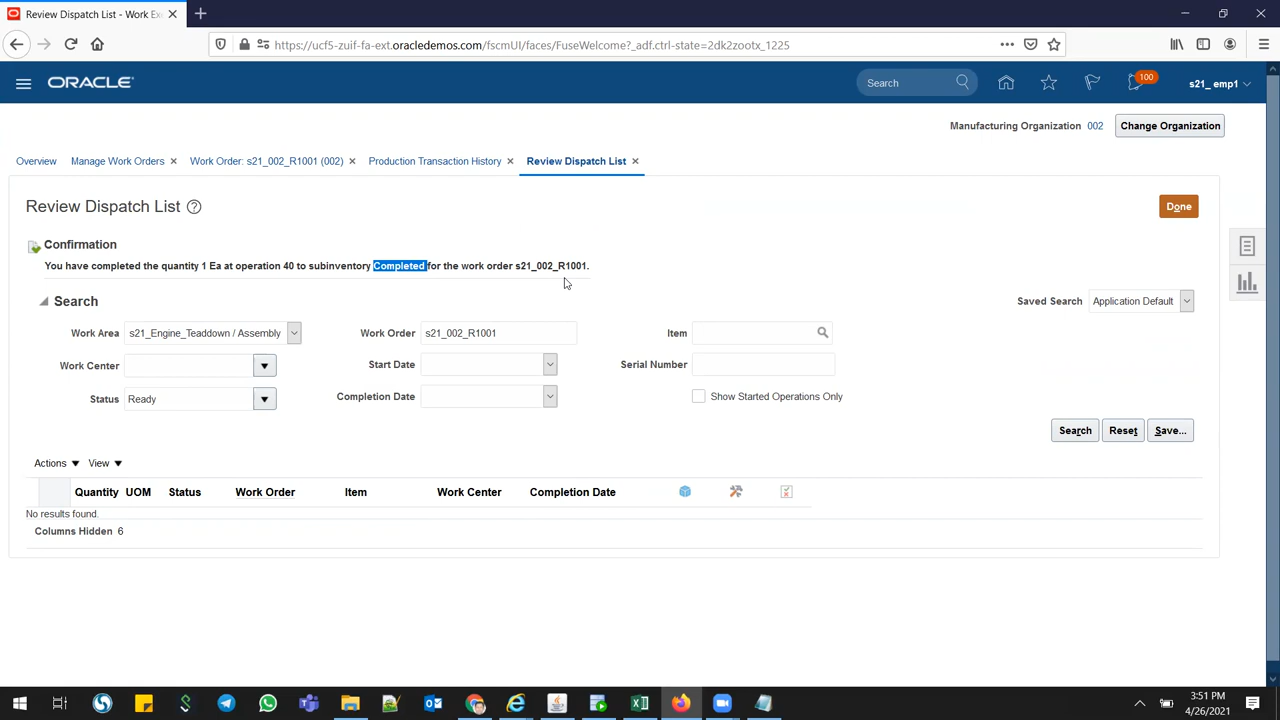 Review Dispatch List - Work Exe
https://ucf5-zuif-fa-ext.oracledemos.com/fscmUI/faces/FuseWelcome?_adf.ctrl-state=2dk2zootx_1225
ORACLE
Search
100
s21_ emp1
Manufacturing Organization 002 Change Organization
Overview Manage Work Orders Work Order: s21_002_R1001 (002) Production Transaction History Review Dispatch List
Review Dispatch List
Done
Confirmation
You have completed the quantity 1 Ea at operation 40 to subinventory Completed for the work order s21_002_R1001.
Search
Saved Search Application Default
Work Area s21_Engine_Teaddown / Assembly Work Order s21_002_R1001 Item
Work Center Start Date Serial Number
Status Ready Completion Date Show Started Operations Only
Search Reset Save...
Actions View
Quantity UOM Status Work Order Item Work Center Completion Date
No results found.
Columns Hidden 6
3:51 PM
4/26/2021